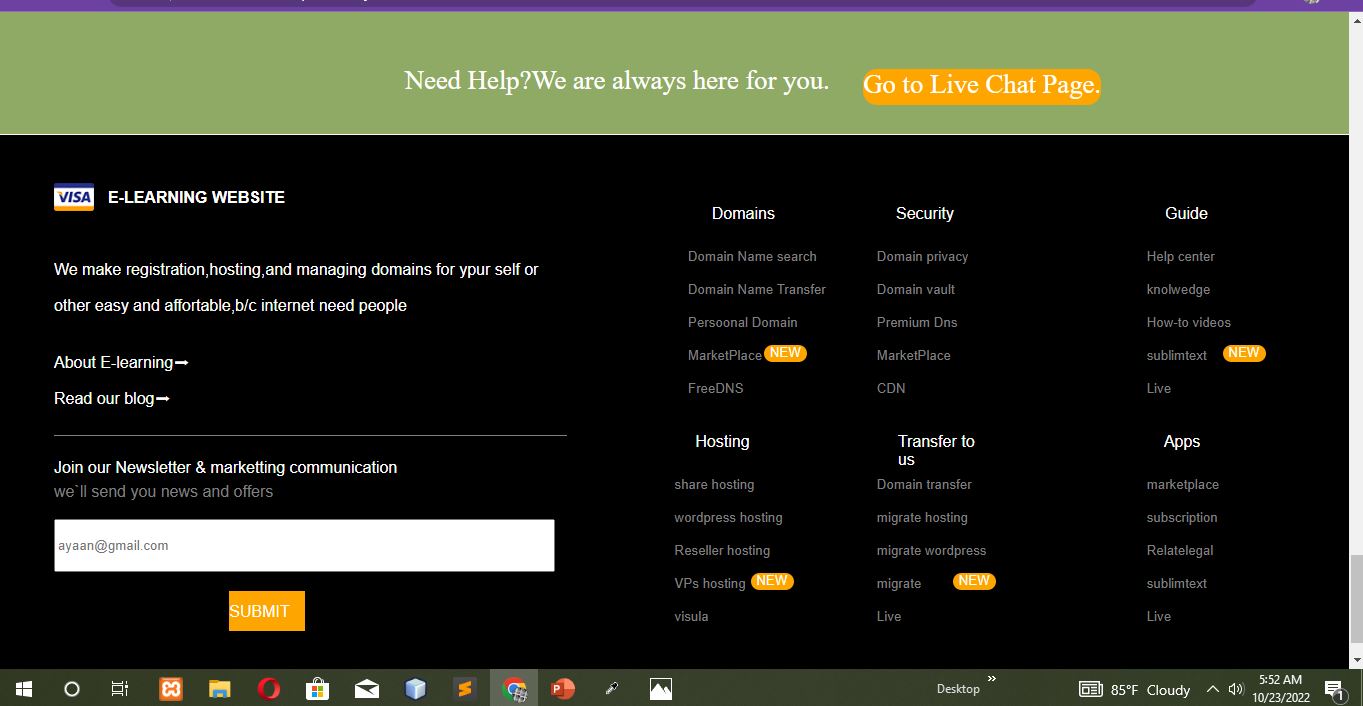 Need Help?We are always here for you.
Go to Live Chat Page.
VISA
E-LEARNING WEBSITE
We make registration,hosting,and managing domains for ypur self or
other easy and affortable,b/c internet need people
About E-learning➞
Read our blog➞
Join our Newsletter & marketting communication
we`ll send you news and offers
ayaan@gmail.com
SUBMIT
Domains
Domain Name search
Domain Name Transfer
Persoonal Domain
MarketPlace NEW
FreeDNS
Security
Domain privacy
Domain vault
Premium Dns
MarketPlace
CDN
Guide
Help center
knolwedge
How-to videos
sublimtext NEW
Live
Hosting
share hosting
wordpress hosting
Reseller hosting
VPs hosting NEW
visula
Transfer to
us
Domain transfer
migrate hosting
migrate wordpress
migrate NEW
Live
Apps
marketplace
subscription
Relatelegal
sublimtext
Live
Desktop
85°F Cloudy
5:52 AM
10/23/2022
1